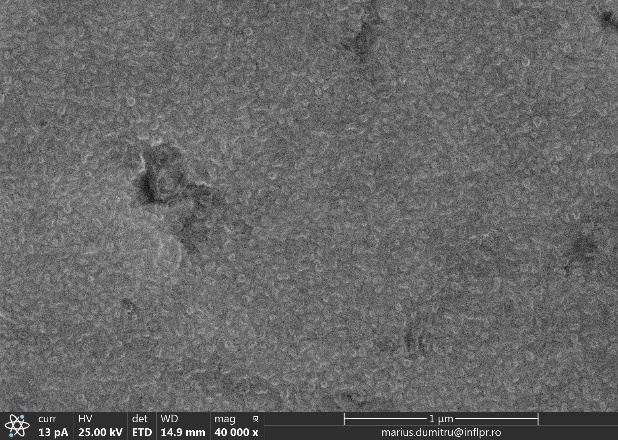 curr HV det WD mag
13 pA 25.00 kV ETD 14.9 mm 40 000 x
1 µm
marius.dumitru@inflpr.ro